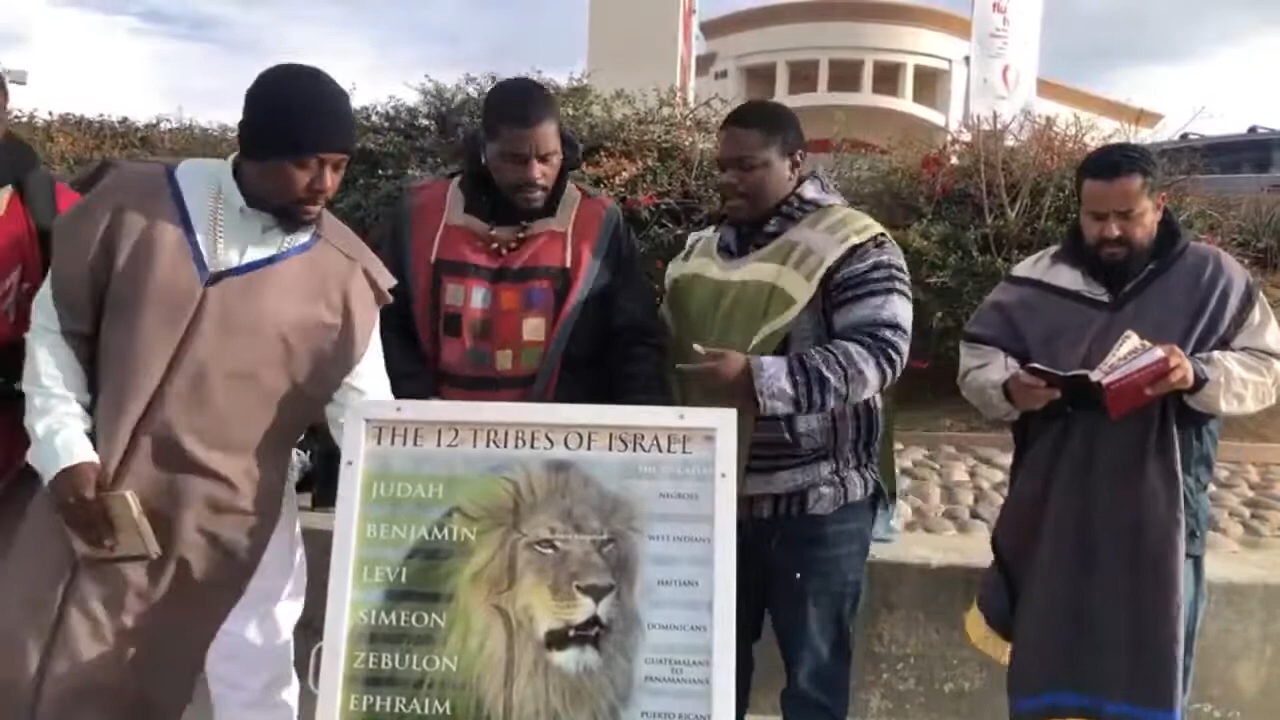 THE 12 TRIBES OF ISRAEL
JUDAH
NEGROES
BENJAMIN
WEST INDIANS
LEVI
HAITIANS
SIMEON
DOMINICANS
ZEBULON
GUATEMALANS
TO
PANAMANIANS
EPHRAIM
PUERTO RICANS